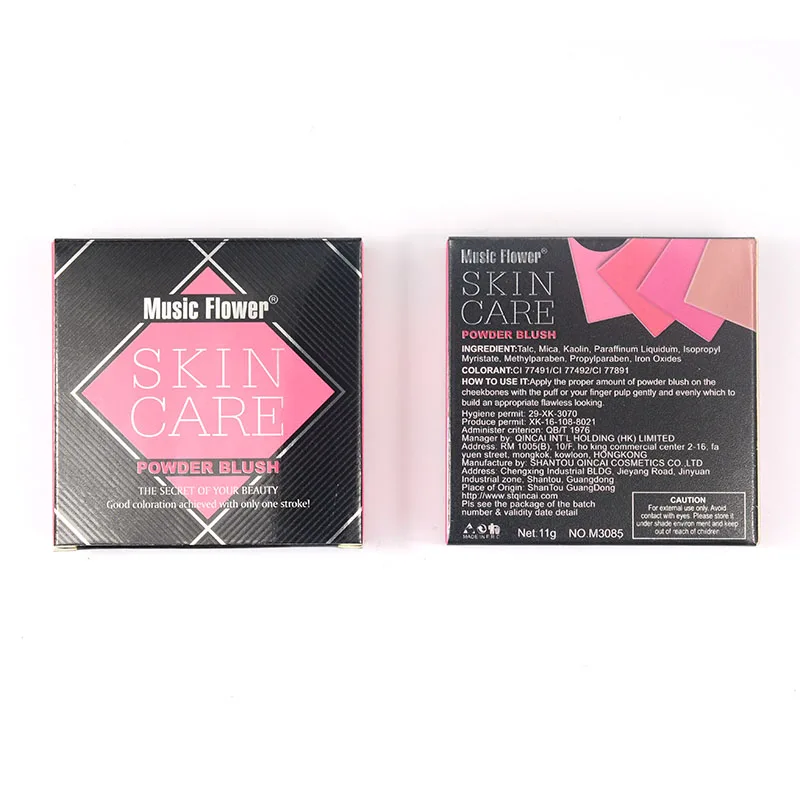 Music Flower®
SKIN
CARE
POWDER BLUSH
THE SECRET OF YOUR BEAUTY
Good coloration achieved with only one stroke!
Music Flower®
SKIN
CARE
POWDER BLUSH
INGREDIENT:Talc, Mica, Kaolin, Paraffinum Liquidum, Isopropyl
Myristate, Methylparaben, Propylparaben, Iron Oxides
COLORANT:CI 77491/CI 77492/CI 77891
HOW TO USE IT:Apply the proper amount of powder blush on the
cheekbones with the puff or your finger pulp gently and evenly which to
build an appropriate flawless looking.
Hygiene permit: 29-XK-3070
Produce permit: XK-16-108-8021
Administer criterion: QB/T 1976
Manager by: QINCAI INT'L HOLDING (HK) LIMITED
Address: RM 1005(B), 10/F. ho king commercial center 2-16, fa
yuen street, mongkok, kowloon, HONGKONG
Manufacture by: SHANTOU QINCAI COSMETICS CO.,LTD
Address: Chengxing Industrial BLDG, Jieyang Road, Jinyuan
Industrial zone, Shantou, Guangdong
Place of Origin: ShanTou GuangDong
http://www.stqincai.com
Pls see the package of the batch
number & validity date detail
CAUTION
For external use only. Avoid
contact with eyes. Please store it
under shade environ ment and keep
out of reach of children
MADE IN P.R.C
Net:11g NO.M3085